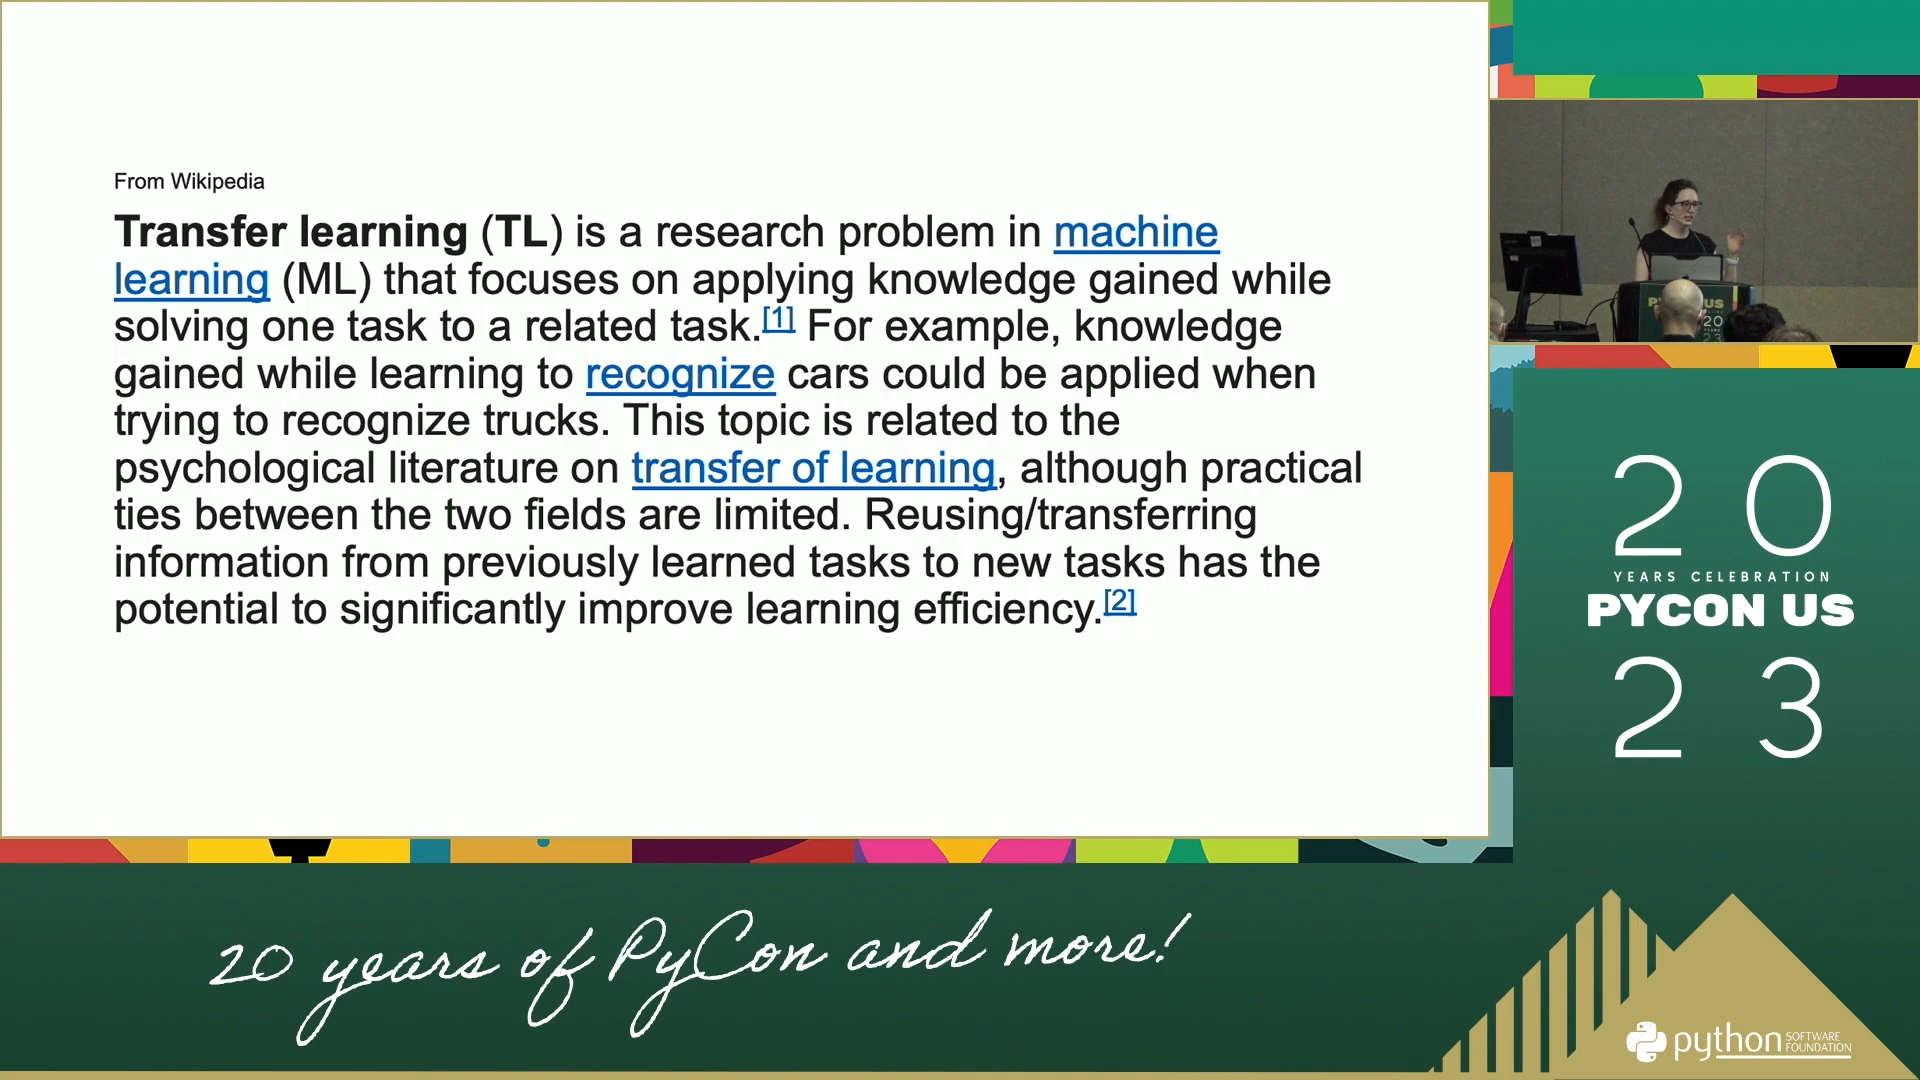 From Wikipedia
Transfer learning (TL) is a research problem in machine
learning (ML) that focuses on applying knowledge gained while
solving one task to a related task.[1] For example, knowledge
gained while learning to recognize cars could be applied when
trying to recognize trucks. This topic is related to the
psychological literature on transfer of learning, although practical
ties between the two fields are limited. Reusing/transferring
information from previously learned tasks to new tasks has the
potential to significantly improve learning efficiency.[2]
20
YEARS CELEBRATION
PYCON US
23
20 years of PyCon and more!
python SOFTWARE
FOUNDATION